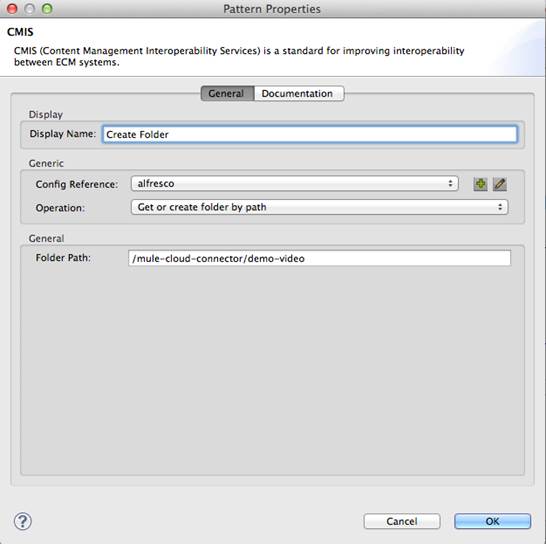 Pattern Properties
CMIS
CMIS (Content Management Interoperability Services) is a standard for improving interoperability
between ECM systems.
General Documentation
Display
Display Name: Create Folder
Generic
Config Reference: alfresco
Operation: Get or create folder by path
General
Folder Path: /mule-cloud-connector/demo-video
? Cancel OK